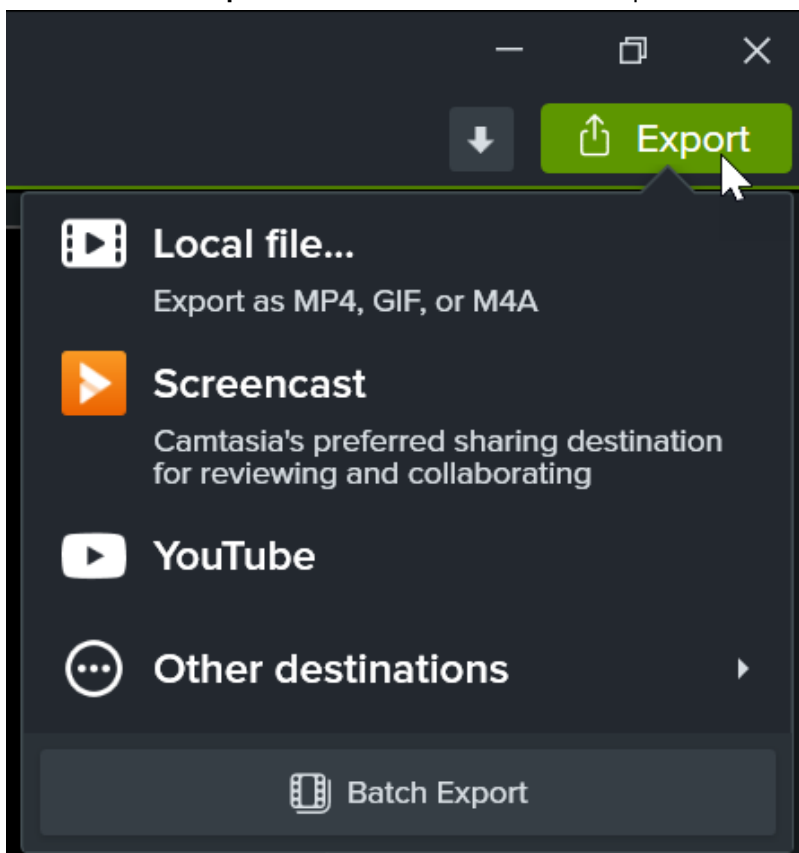 Export
Local file...
Export as MP4, GIF, or M4A
Screencast
Camtasia's preferred sharing destination
for reviewing and collaborating
YouTube
Other destinations
Batch Export